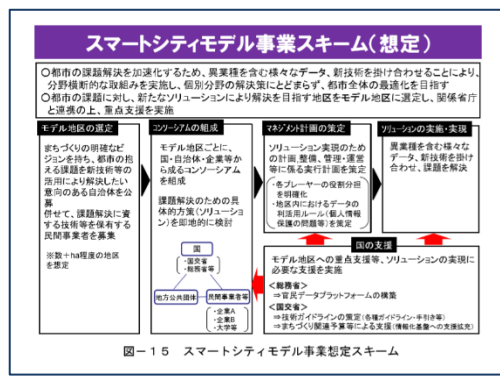 スマートシティモデル事業スキーム(想定)
○都市の課題解決を加速化するため、異業種を含む様々なデータ、新技術を掛け合わせることにより、
分野横断的な取組みを実施し、個別分野の解決策にとどまらず、都市全体の最適化を目指す
○都市の課題に対し、新たなソリューションにより解決を目指す地区をモデル地区に選定し、関係省庁
と連携の上、重点支援を実施
モデル地区の選定
まちづくりの明確なビ
ジョンを持ち、都市の抱
える課題を新技術等の
活用により解決したい
意向のある自治体を公
募
併せて、課題解決に資
する技術等を保有する
民間事業者を募集
※数十ha程度の地区
を想定
コンソーシアムの組成
モデル地区ごとに、
国・自治体・企業等か
ら成るコンソーシアム
を組成
課題解決のための具
体的方策(ソリューショ
ン)を即地的に検討
国
・国交省
・総務省等
地方公共団体
民間事業者等
・企業A
・企業B
・大学等
マネジメント計画の策定
ソリューション実現のた
めの計画、整備、管理・運営
等に係る実行計画を策定
・各プレーヤーの役割分担
を明確化
・地区内におけるデータの
利活用ルール(個人情報
保護の問題等)を策定
ソリューションの実施・実現
異業種を含む様々な
データ、新技術を掛け
合わせ、課題を解決
国の支援
モデル地区への重点支援等、ソリューションの実現に
必要な支援を実施
<総務省>
⇒官民データプラットフォームの構築
<国交省>
⇒技術ガイドラインの策定(各種ガイドライン・手引き等)
⇒まちづくり関連予算等による支援(情報化基盤への支援拡充)
図-15 スマートシティモデル事業想定スキーム